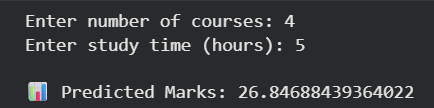 Enter number of courses: 4
Enter study time (hours): 5
📊 Predicted Marks: 26.84688439364022